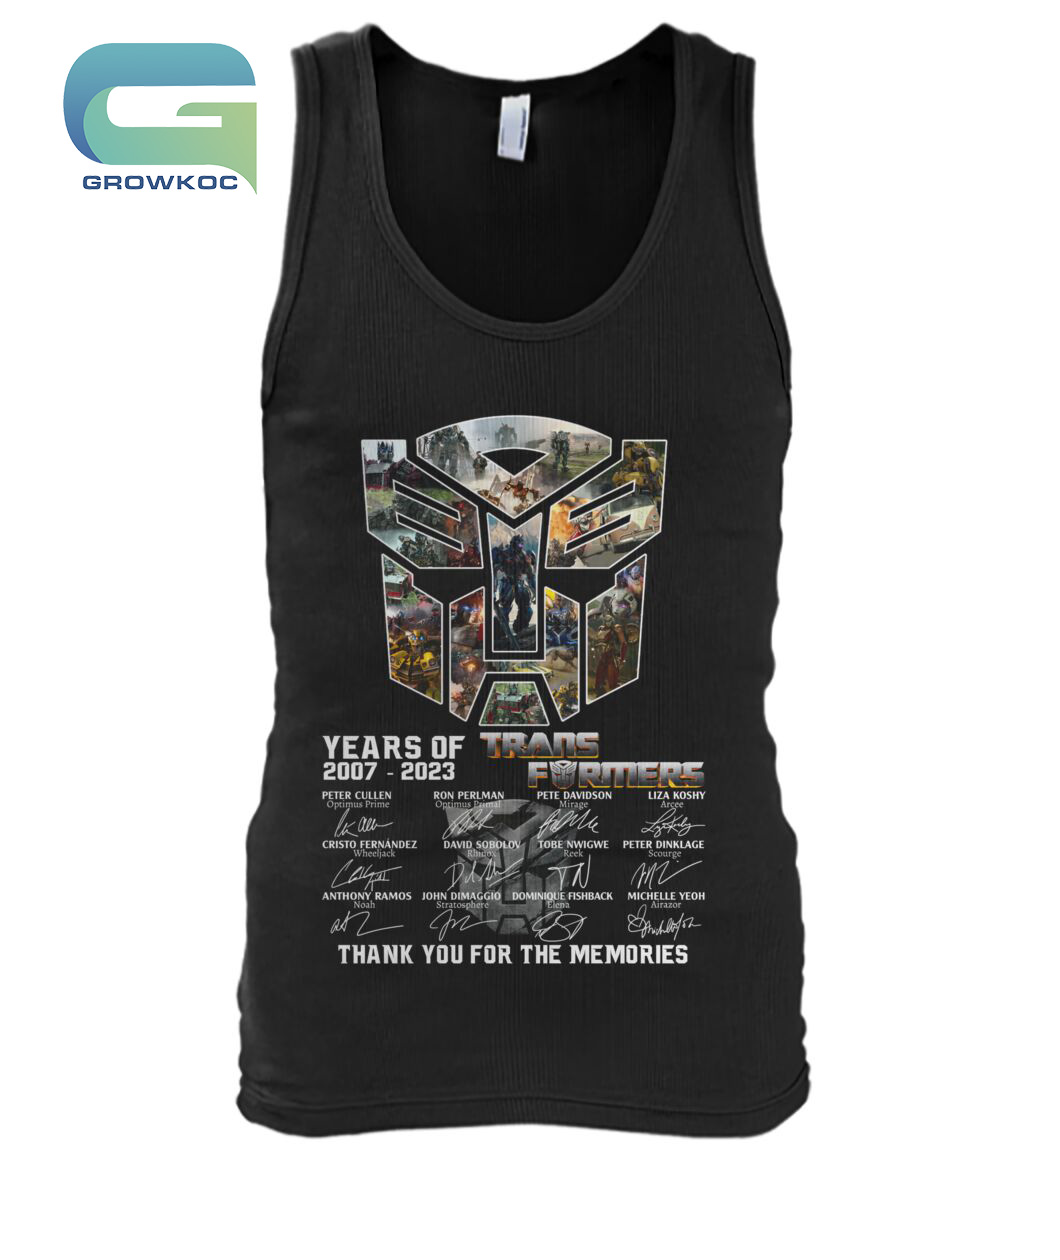 GROWKOC
YEARS OF TRANSFORMERS
2007 - 2023
PETER CULLEN RON PERLMAN PETE DAVIDSON LIZA KOSHY
Optimus Prime Optimus Primal Mirage Arcee
CRISTO FERNÁNDEZ DAVID SOBOLOV TOBE NWIGWE PETER DINKLAGE
Wheeljack Rhinox Reek Scourge
TN
ANTHONY RAMOS JOHN DIMAGGIO DOMINIQUE FISHBACK MICHELLE YEOH
Noah Stratosphere Elena Airazor
THANK YOU FOR THE MEMORIES